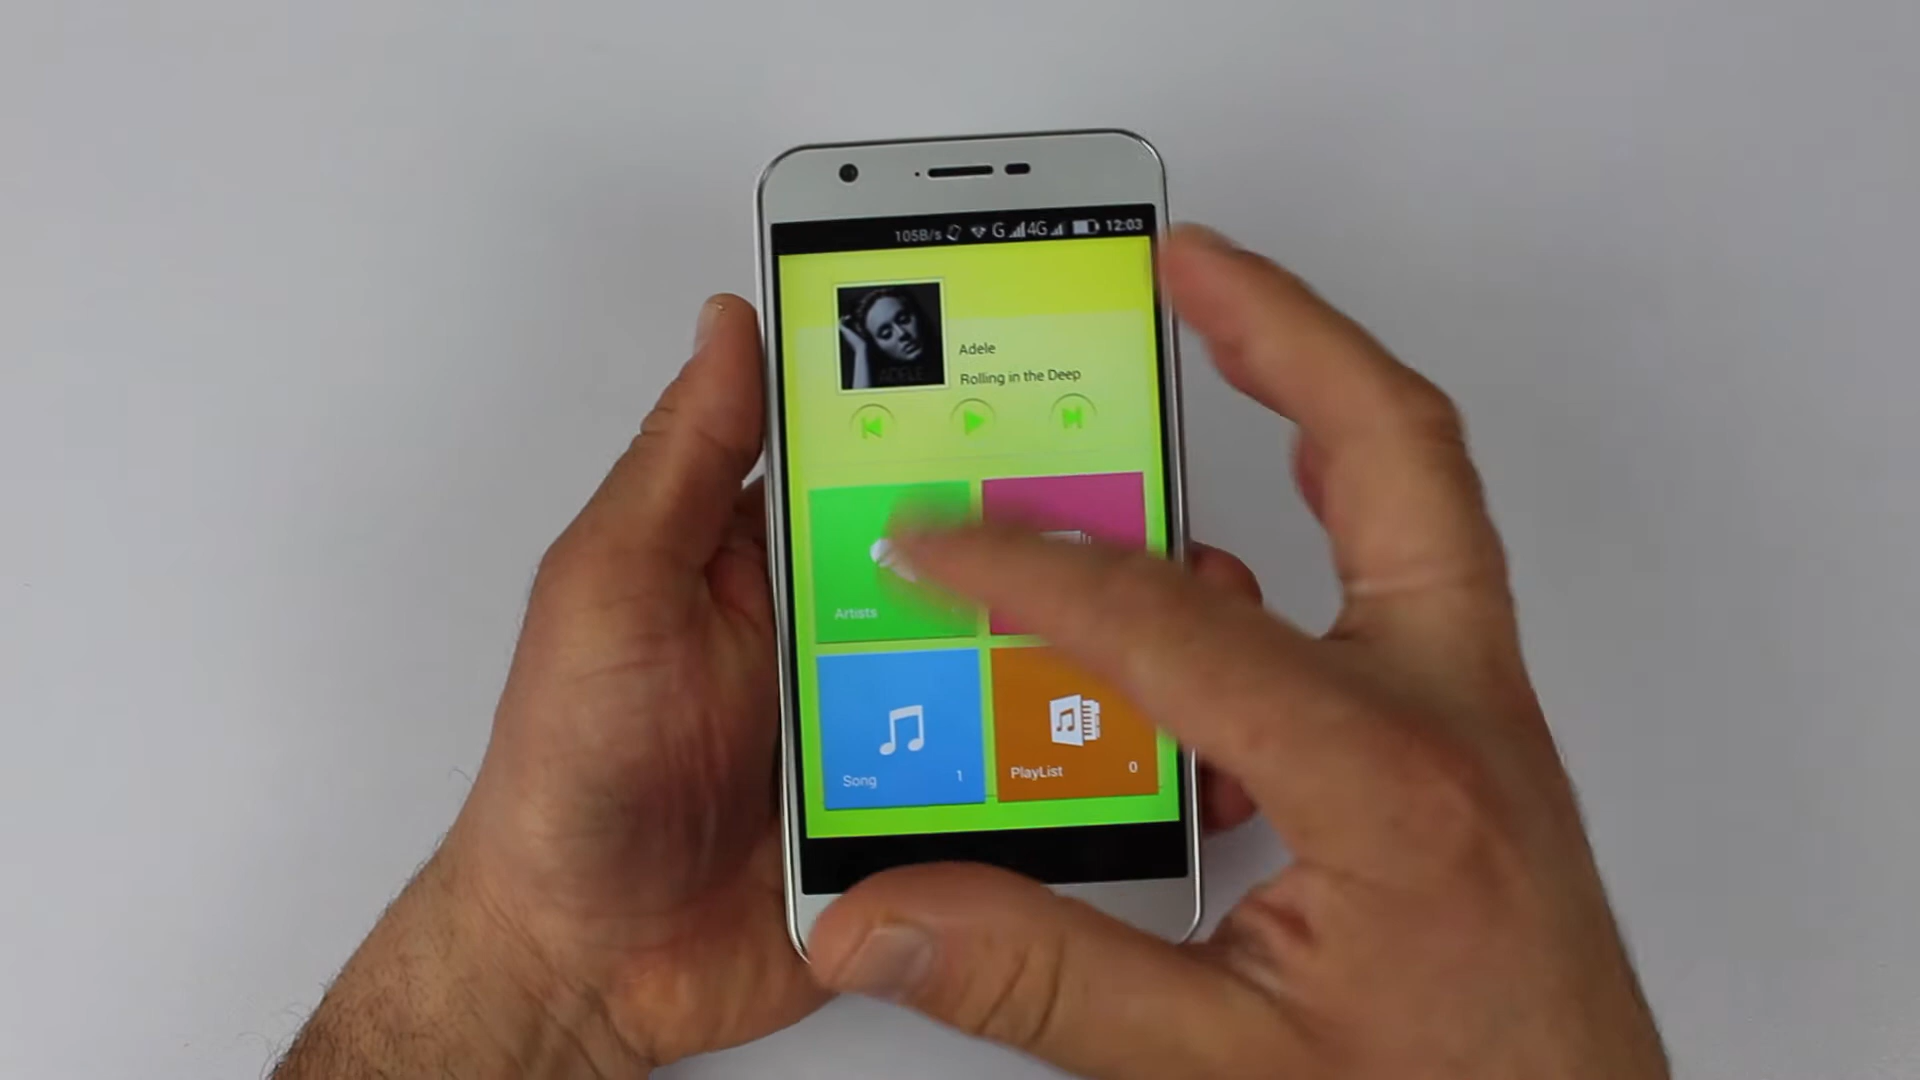 105B/s G 4G 12:03
ADELE
Adele
Rolling in the Deep
Artists
Song 1
PlayList 0